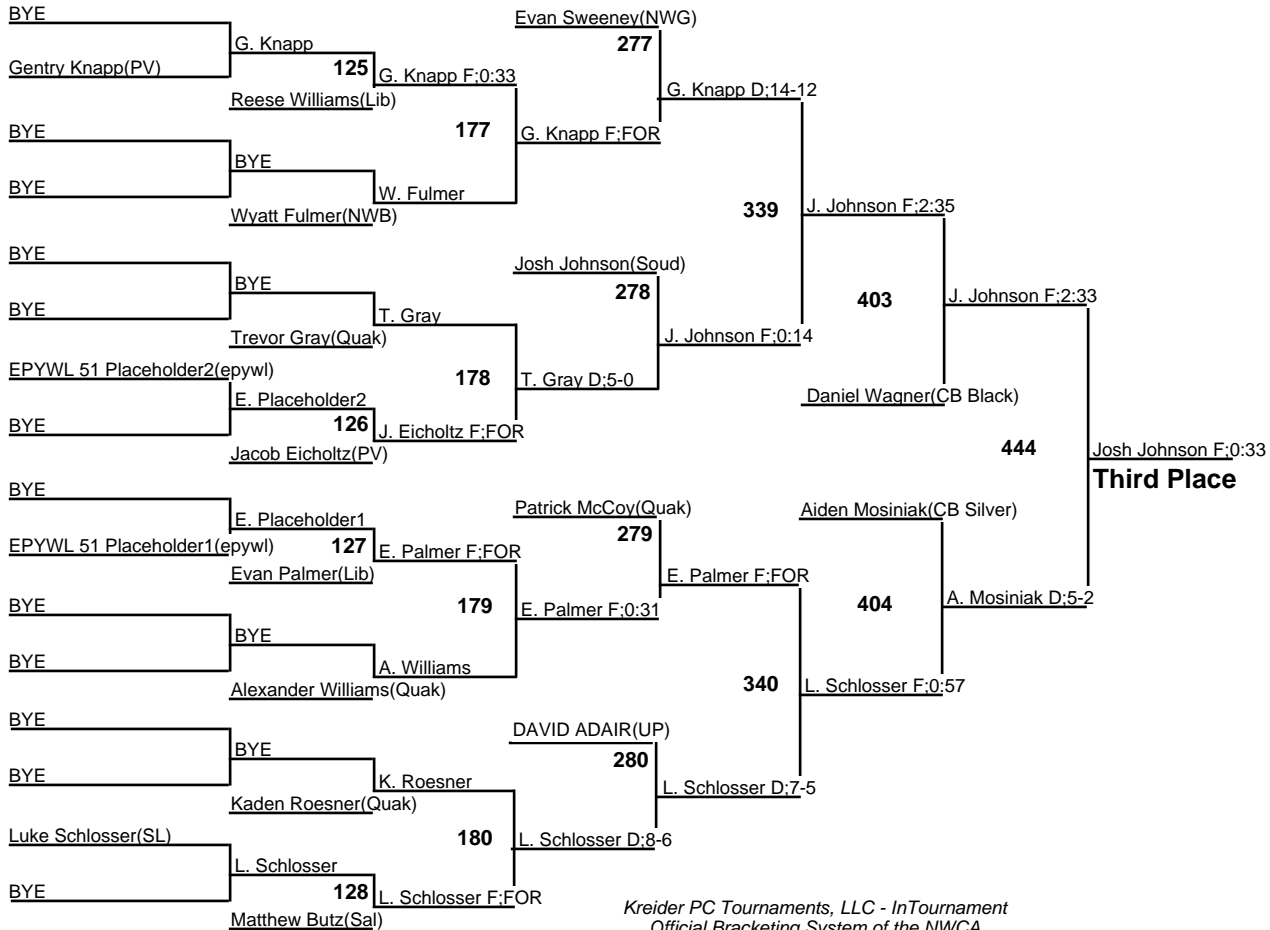 BYE
Evan Sweeney(NWG)
277
G. Knapp
Gentry Knapp(PV)
125
G. Knapp F;0:33
G. Knapp D;14-12
Reese Williams(Lib)
177
BYE
G. Knapp F;FOR
BYE
BYE
W. Fulmer
339
J. Johnson F;2:35
Wyatt Fulmer(NWB)
BYE
Josh Johnson(Soud)
BYE
278
403
J. Johnson F;2:33
BYE
T. Gray
Trevor Gray(Quak)
J. Johnson F;0:14
EPYWL 51 Placeholder2(epywl)
178
T. Gray D;5-0
E. Placeholder2
Daniel Wagner(CB Black)
BYE
126
J. Eicholtz F;FOR
Jacob Eicholtz(PV)
444
Josh Johnson F;0:33
Third Place
BYE
Patrick McCoy(Quak)
Aiden Mosiniak(CB Silver)
E. Placeholder1
279
EPYWL 51 Placeholder1(epywl)
127
E. Palmer F;FOR
Evan Palmer(Lib)
E. Palmer F;FOR
BYE
179
E. Palmer F;0:31
404
A. Mosiniak D;5-2
BYE
BYE
A. Williams
Alexander Williams(Quak)
340
L. Schlosser F;0:57
BYE
DAVID ADAIR(UP)
BYE
280
BYE
K. Roesner
L. Schlosser D;7-5
Kaden Roesner(Quak)
Luke Schlosser(SL)
180
L. Schlosser D;8-6
L. Schlosser
BYE
128
L. Schlosser F;FOR
Matthew Butz(Sal)
Kreider PC Tournaments, LLC - InTournament
Official Bracketing System of the NWCA